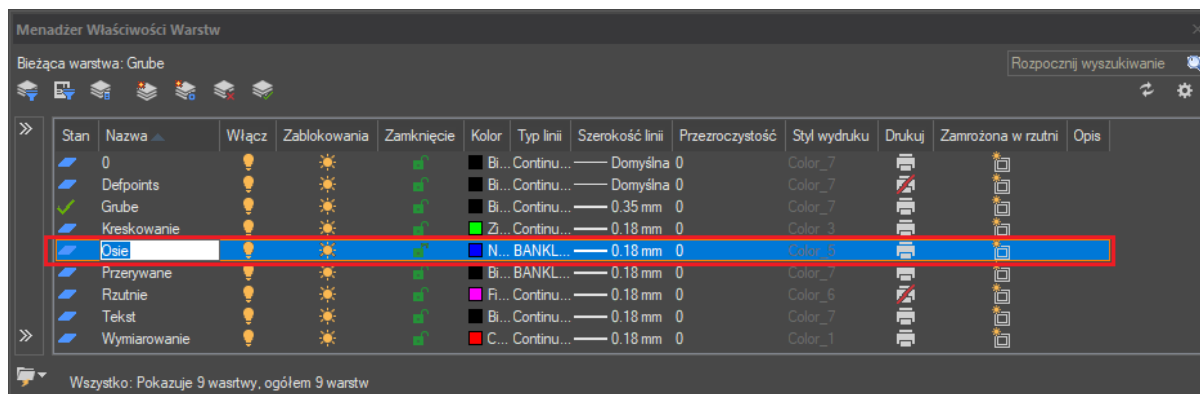 Menadżer Właściwości Warstw
Bieżąca warstwa: Grube
Rozpocznij wyszukiwanie
Stan Nazwa Włącz Zablokowania Zamknięcie Kolor Typ linii Szerokość linii Przezroczystość Styl wydruku Drukuj Zamrożona w rzutni Opis
0 Bi... Continu... Domyślna 0 Color_7
Defpoints Bi... Continu... Domyślna 0 Color_7
Grube Bi... Continu... 0.35 mm 0 Color_7
Kreskowanie Zi... Continu... 0.18 mm 0 Color_3
Osie N... BANKL... 0.18 mm 0 Color_5
Przerywane Bi... BANKL... 0.18 mm 0 Color_7
Rzutnie Fi... Continu... 0.18 mm 0 Color_6
Tekst Bi... Continu... 0.18 mm 0 Color_7
Wymiarowanie C... Continu... 0.18 mm 0 Color_1
Wszystko: Pokazuje 9 wasrtwy, ogółem 9 warstw